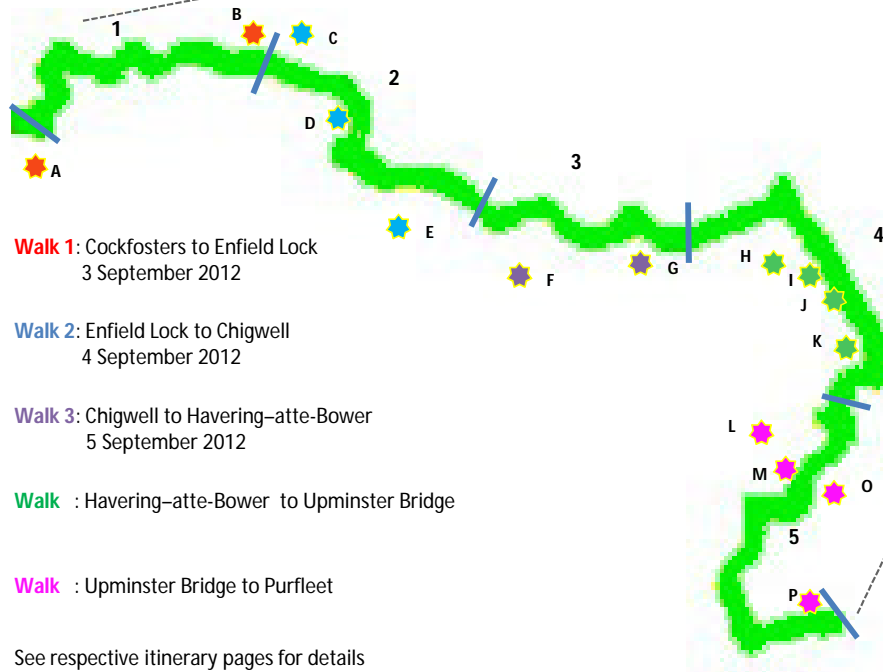 1
B
C
2
D
A
3
E
4
Walk 1: Cockfosters to Enfield Lock
3 September 2012
F
G
H
I
J
K
Walk 2: Enfield Lock to Chigwell
4 September 2012
Walk 3: Chigwell to Havering–atte-Bower
5 September 2012
L
M
O
Walk : Havering–atte-Bower to Upminster Bridge
5
Walk : Upminster Bridge to Purfleet
P
See respective itinerary pages for details